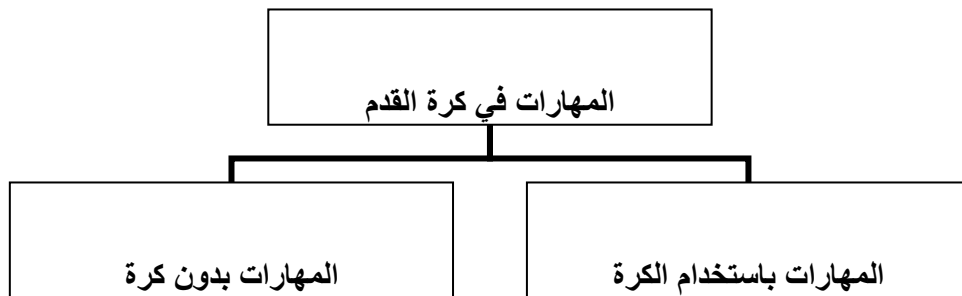 المهارات في كرة القدم
المهارات باستخدام الكرة
المهارات بدون كرة